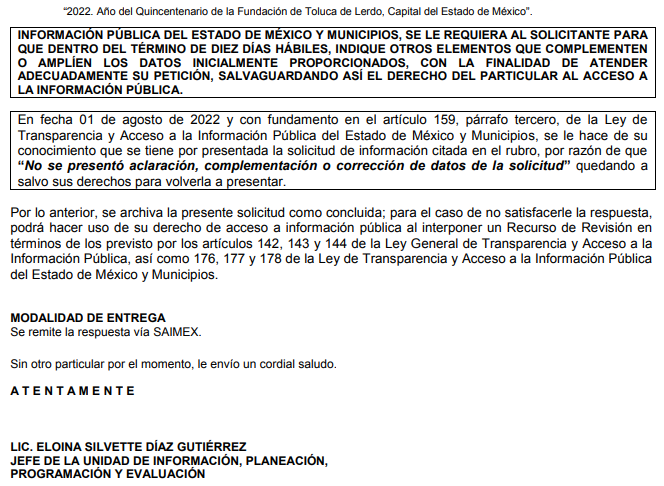 “2022. Año del Quincentenario de la Fundación de Toluca de Lerdo, Capital del Estado de México”.
INFORMACIÓN PÚBLICA DEL ESTADO DE MÉXICO Y MUNICIPIOS, SE LE REQUIERA AL SOLICITANTE PARA
QUE DENTRO DEL TÉRMINO DE DIEZ DÍAS HÁBILES, INDIQUE OTROS ELEMENTOS QUE COMPLEMENTEN
O AMPLÍEN LOS DATOS INICIALMENTE PROPORCIONADOS, CON LA FINALIDAD DE ATENDER
ADECUADAMENTE SU PETICIÓN, SALVAGUARDANDO ASÍ EL DERECHO DEL PARTICULAR AL ACCESO A
LA INFORMACIÓN PÚBLICA.
En fecha 01 de agosto de 2022 y con fundamento en el artículo 159, párrafo tercero, de la Ley de
Transparencia y Acceso a la Información Pública del Estado de México y Municipios, se le hace de su
conocimiento que se tiene por presentada la solicitud de información citada en el rubro, por razón de que
“No se presentó aclaración, complementación o corrección de datos de la solicitud” quedando a
salvo sus derechos para volverla a presentar.
Por lo anterior, se archiva la presente solicitud como concluida; para el caso de no satisfacerle la respuesta,
podrá hacer uso de su derecho de acceso a información pública al interponer un Recurso de Revisión en
términos de los previsto por los artículos 142, 143 y 144 de la Ley General de Transparencia y Acceso a la
Información Pública, así como 176, 177 y 178 de la Ley de Transparencia y Acceso a la Información Pública
del Estado de México y Municipios.
MODALIDAD DE ENTREGA
Se remite la respuesta vía SAIMEX.
Sin otro particular por el momento, le envío un cordial saludo.
A T E N T A M E N T E
LIC. ELOINA SILVETTE DÍAZ GUTIÉRREZ
JEFE DE LA UNIDAD DE INFORMACIÓN, PLANEACIÓN,
PROGRAMACIÓN Y EVALUACIÓN